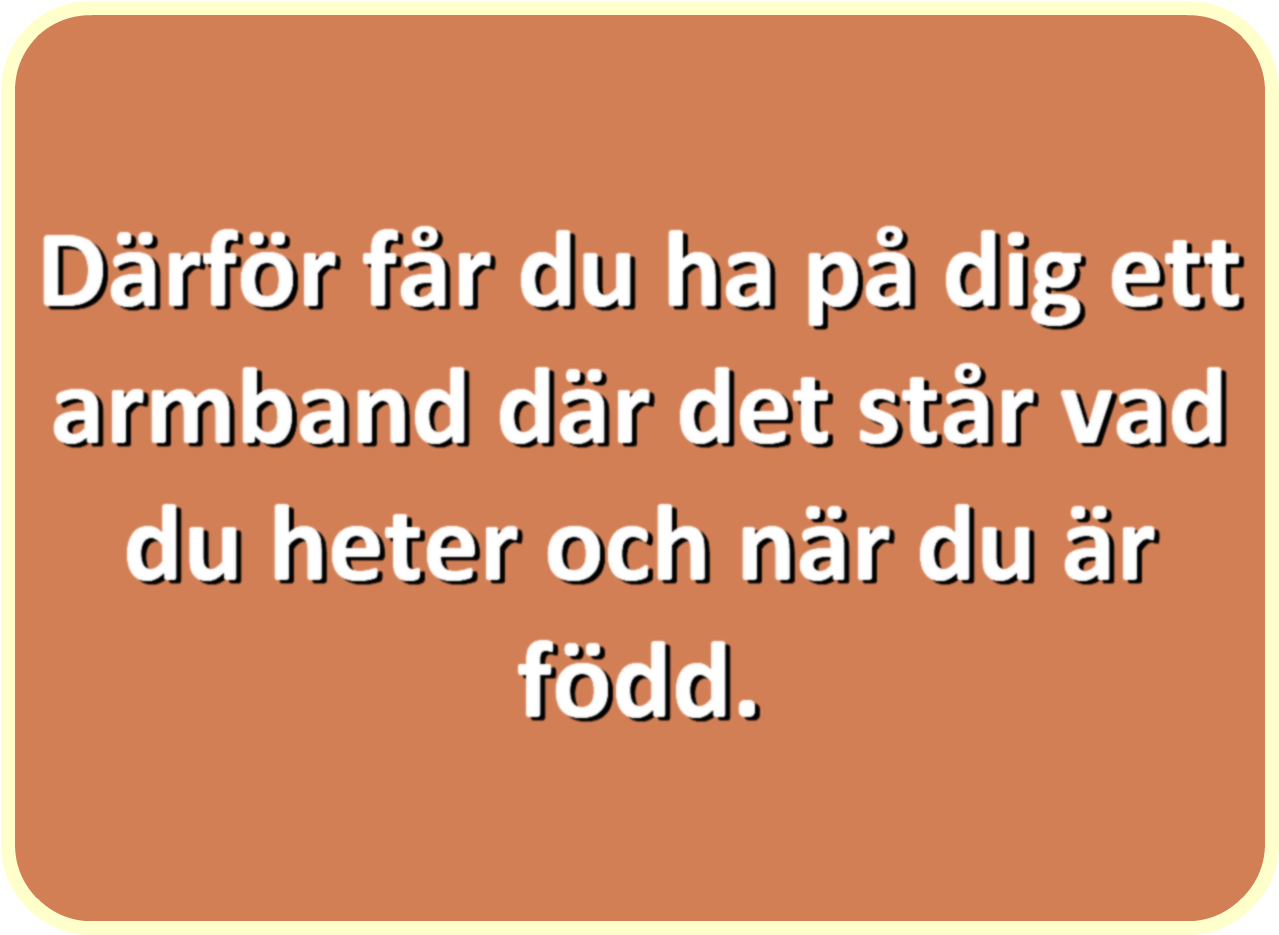 Därför får du ha på dig ett
armband där det står vad
du heter och när du är
född.